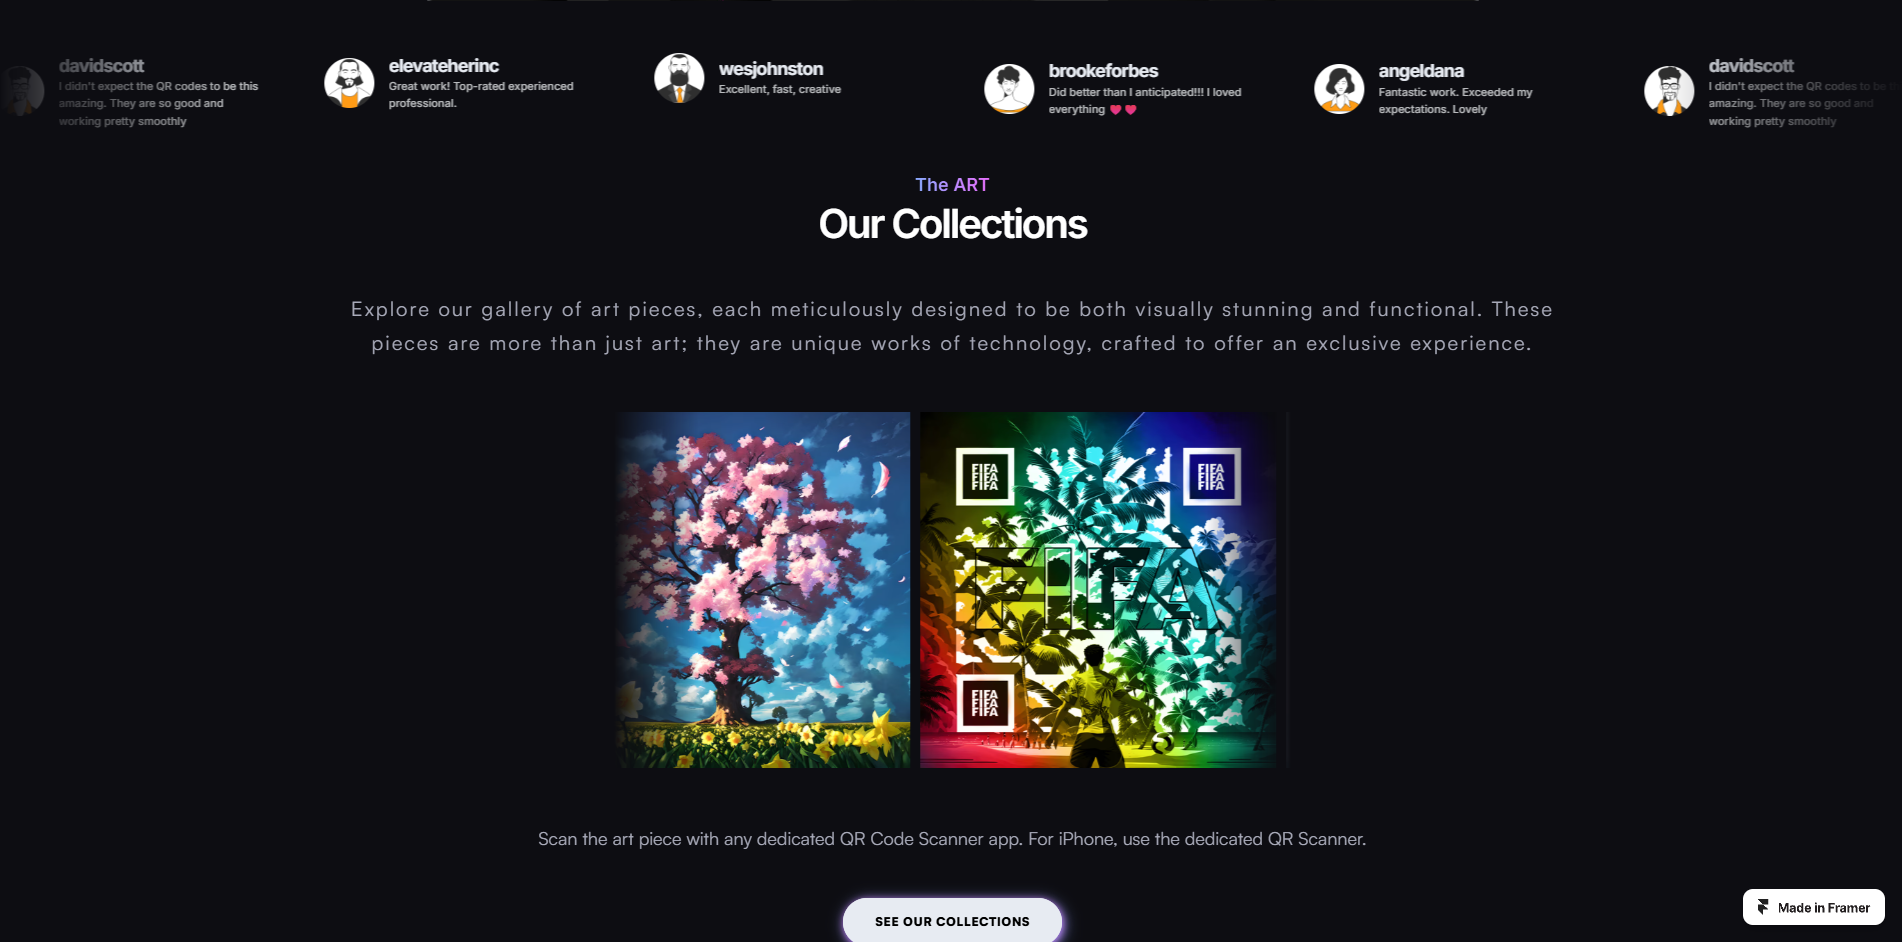 davidscott
I didn't expect the QR codes to be this
amazing. They are so good and
working pretty smoothly
elevateherinc
Great work! Top-rated experienced
professional.
wesjohnston
Excellent, fast, creative
brookeforbes
Did better than I anticipated!!! I loved
everything 💗💗
angeldana
Fantastic work. Exceeded my
expectations. Lovely
davidscott
I didn't expect the QR codes to be
amazing. They are so good and
working pretty smoothly
The ART
Our Collections
Explore our gallery of art pieces, each meticulously designed to be both visually stunning and functional. These
pieces are more than just art; they are unique works of technology, crafted to offer an exclusive experience.
FIFA
FIFA
FIFA
FIFA
FIFA
FIFA
FIFA
FIFA
FIFA
FIFA
Scan the art piece with any dedicated QR Code Scanner app. For iPhone, use the dedicated QR Scanner.
SEE OUR COLLECTIONS
Made in Framer